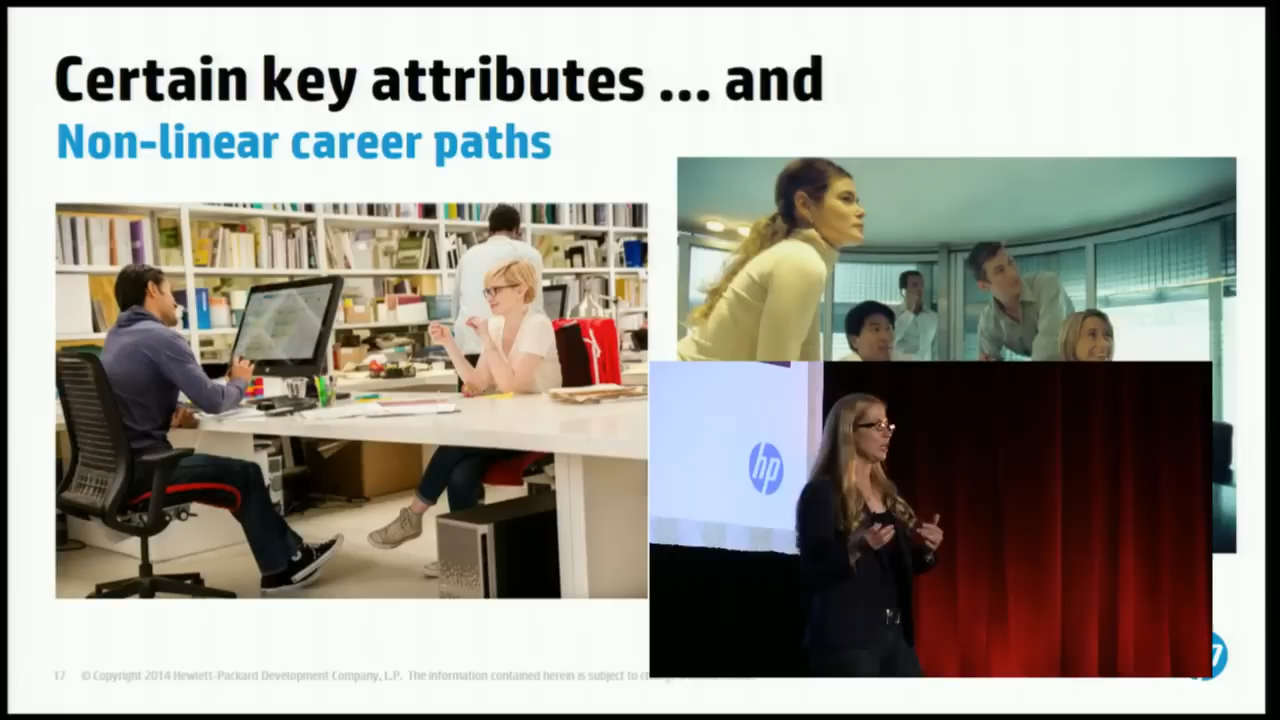 Certain key attributes ... and
Non-linear career paths
hp
17 © Copyright 2014 Hewlett-Packard Development Company, L.P. The information contained herein is subject to